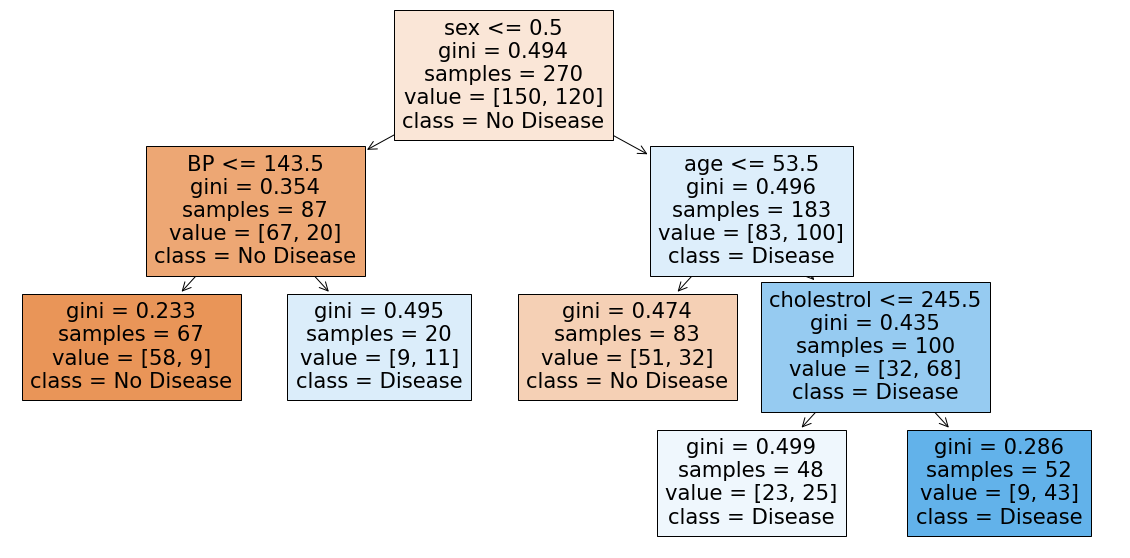 sex <= 0.5
gini = 0.494
samples = 270
value = [150, 120]
class = No Disease
BP <= 143.5
gini = 0.354
samples = 87
value = [67, 20]
class = No Disease
age <= 53.5
gini = 0.496
samples = 183
value = [83, 100]
class = Disease
gini = 0.233
samples = 67
value = [58, 9]
class = No Disease
gini = 0.495
samples = 20
value = [9, 11]
class = Disease
gini = 0.474
samples = 83
value = [51, 32]
class = No Disease
cholestrol <= 245.5
gini = 0.435
samples = 100
value = [32, 68]
class = Disease
gini = 0.499
samples = 48
value = [23, 25]
class = Disease
gini = 0.286
samples = 52
value = [9, 43]
class = Disease